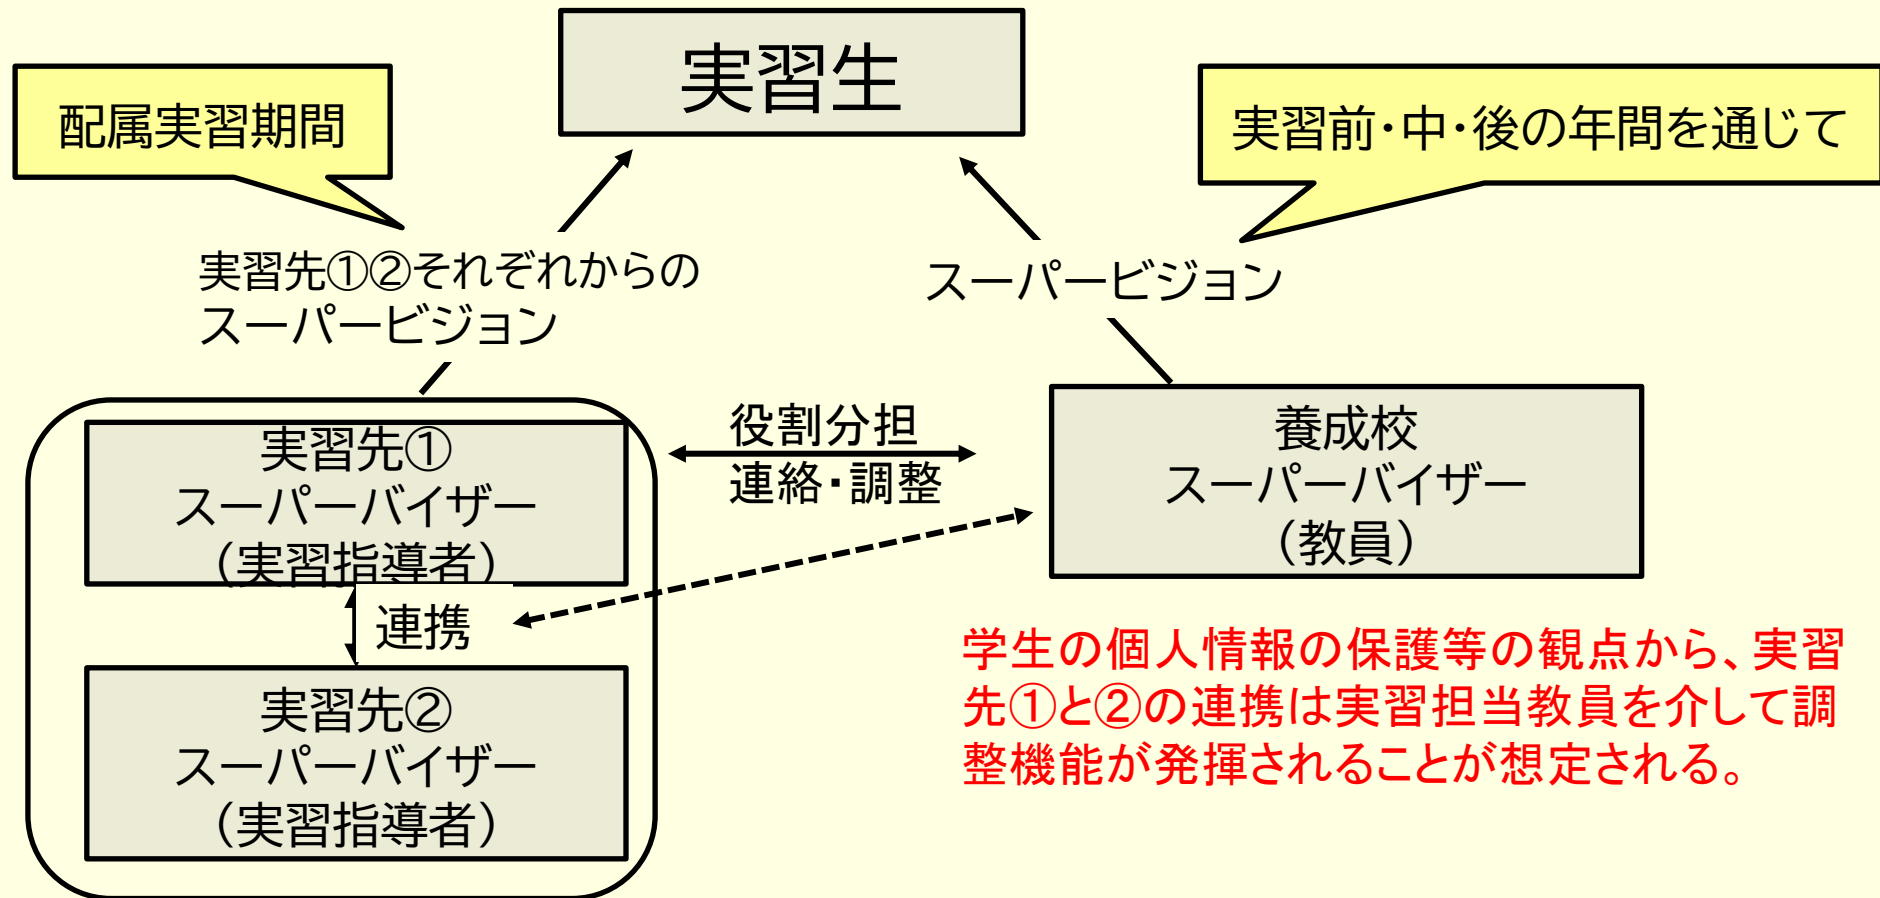 実習生
配属実習期間
実習前・中・後の年間を通じて
実習先①②それぞれからの
スーパービジョン
スーパービジョン
実習先①
スーパーバイザー
（実習指導者）
役割分担
連絡・調整
養成校
スーパーバイザー
（教員）
連携
実習先②
スーパーバイザー
（実習指導者）
学生の個人情報の保護等の観点から、実習
先①と②の連携は実習担当教員を介して調
整機能が発揮されることが想定される。